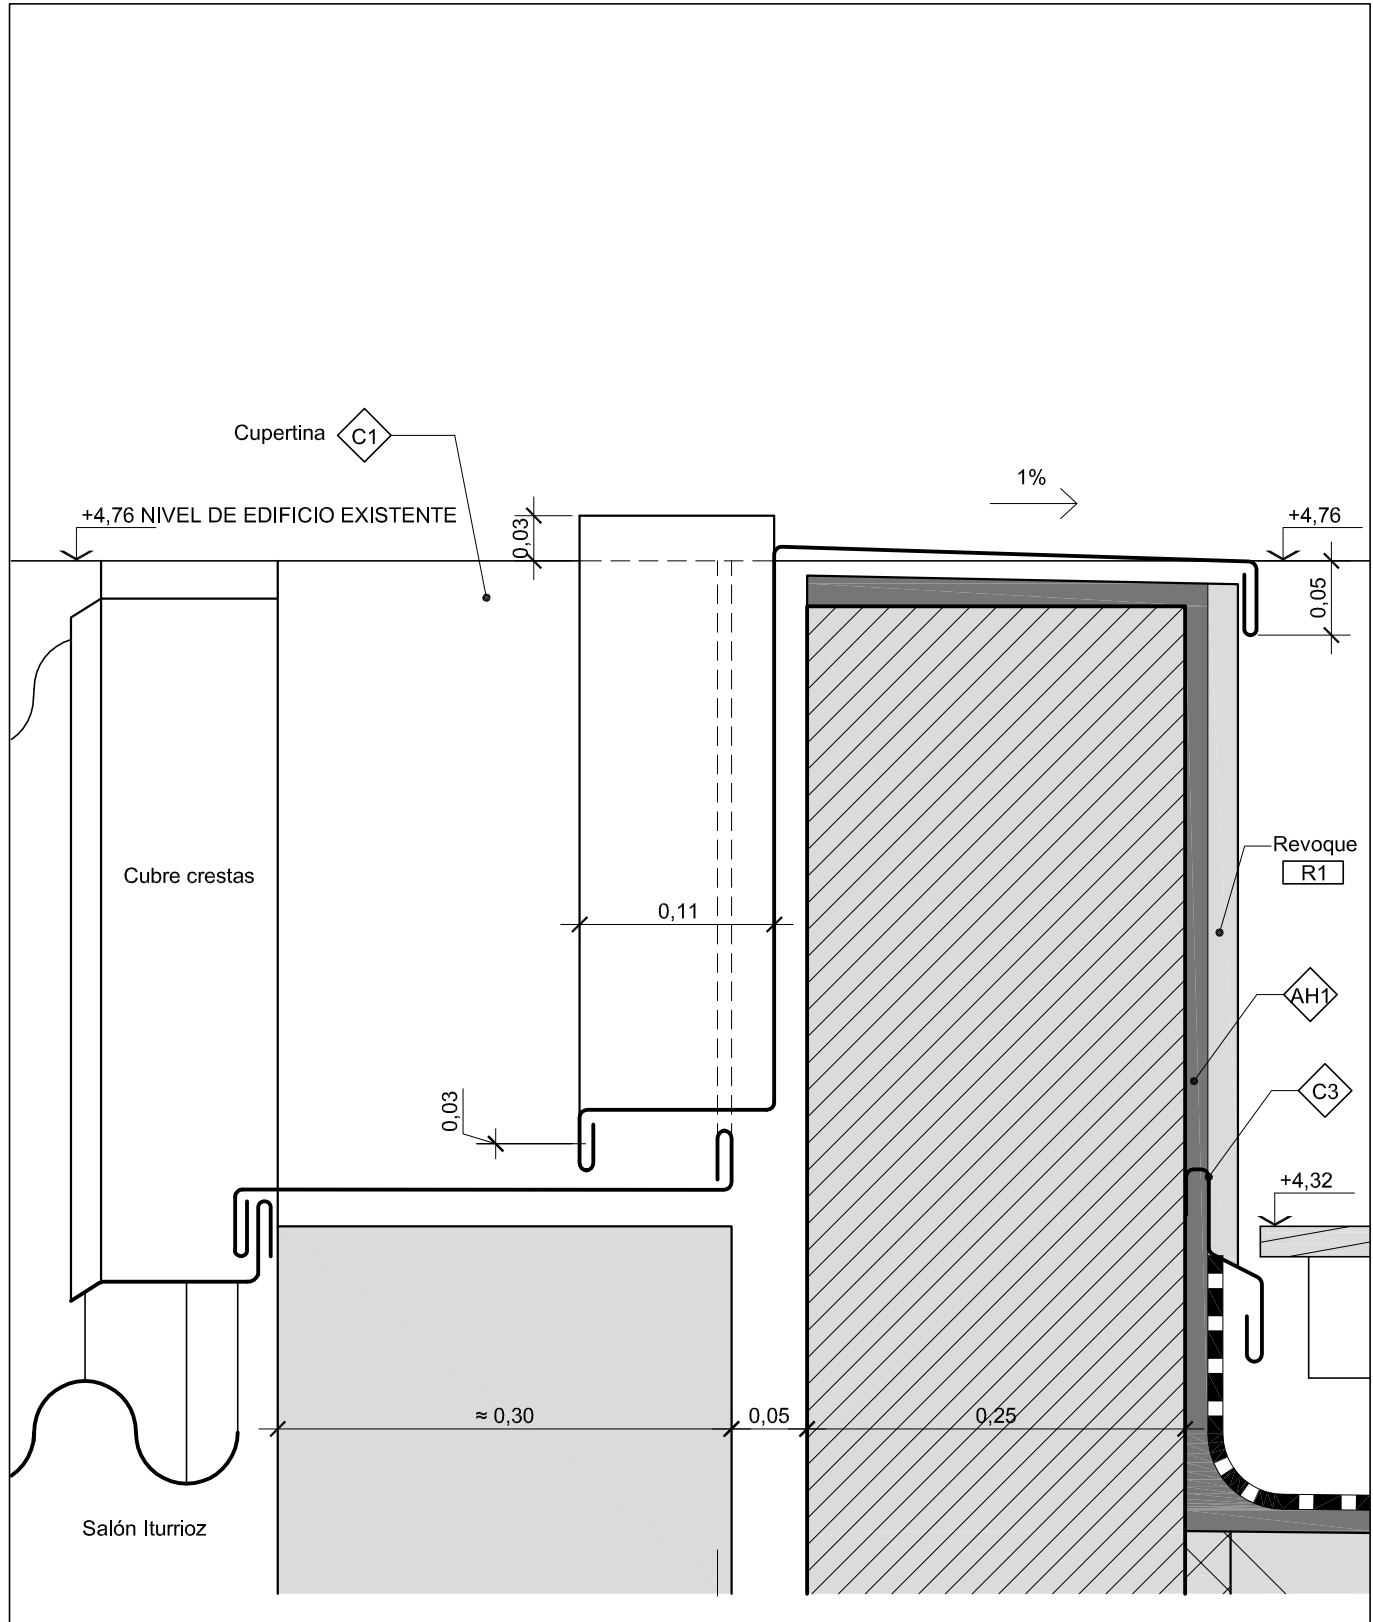 Cupertina C1
1%
+4,76 NIVEL DE EDIFICIO EXISTENTE
0,03
+4,76
0,05
Revoque
R1
Cubre crestas
0,11
AH1
C3
0,03
+4,32
≈ 0,30
0,05
0,25
Salón Iturrioz